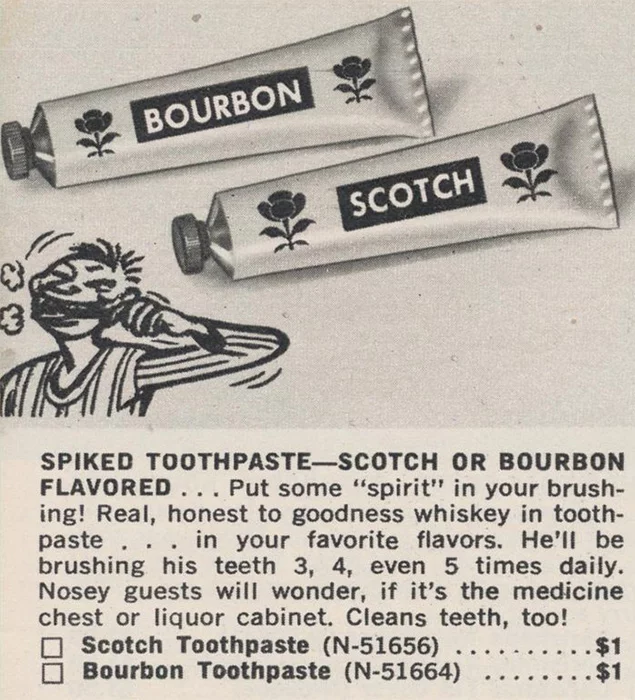 BOURBON
SCOTCH
SPIKED TOOTHPASTE—SCOTCH OR BOURBON
FLAVORED . . . Put some "spirit" in your brush-
ing! Real, honest to goodness whiskey in tooth-
paste . . . in your favorite flavors. He'll be
brushing his teeth 3, 4, even 5 times daily.
Nosey guests will wonder, if it's the medicine
chest or liquor cabinet. Cleans teeth, too!
☐ Scotch Toothpaste (N-51656) ..........$1
☐ Bourbon Toothpaste (N-51664) ........$1